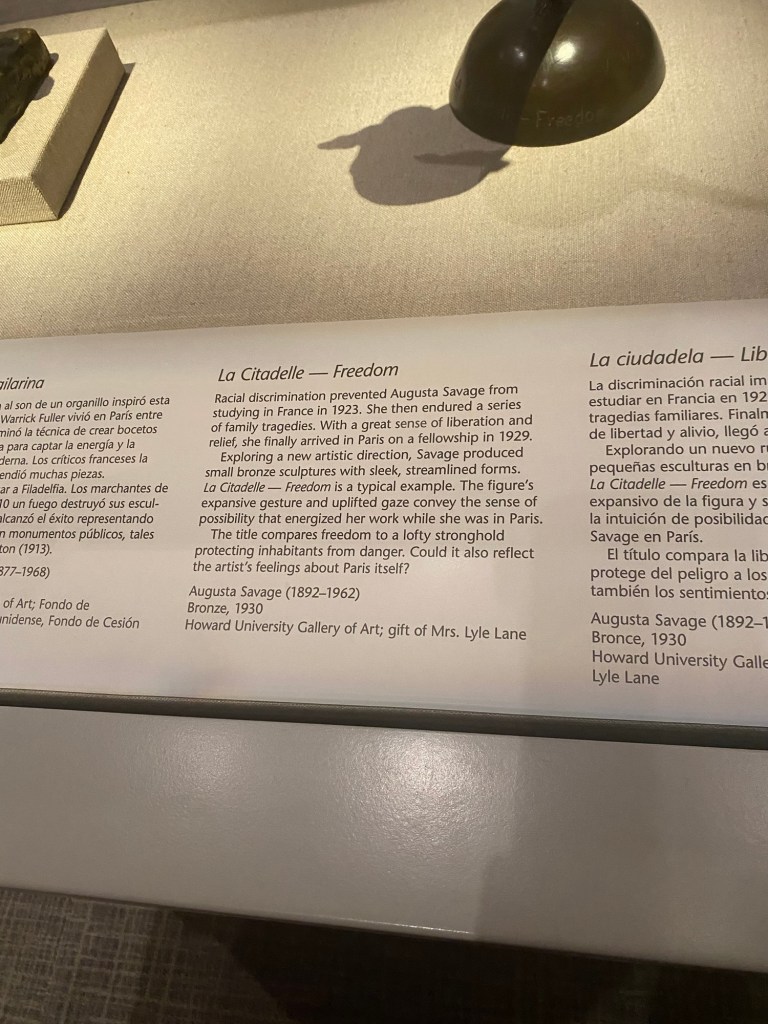 – Freedom
ailarina
al son de un organillo inspiró esta
Warrick Fuller vivió en París entre
minó la técnica de crear bocetos
a para captar la energía y la
derna. Los críticos franceses la
endió muchas piezas.
ar a Filadelfia. Los marchantes de
10 un fuego destruyó sus escul-
alcanzó el éxito representando
n monumentos públicos, tales
ton (1913).
877–1968)
of Art; Fondo de
unidense, Fondo de Cesión
La Citadelle — Freedom
Racial discrimination prevented Augusta Savage from
studying in France in 1923. She then endured a series
of family tragedies. With a great sense of liberation and
relief, she finally arrived in Paris on a fellowship in 1929.
Exploring a new artistic direction, Savage produced
small bronze sculptures with sleek, streamlined forms.
La Citadelle — Freedom is a typical example. The figure's
expansive gesture and uplifted gaze convey the sense of
possibility that energized her work while she was in Paris.
The title compares freedom to a lofty stronghold
protecting inhabitants from danger. Could it also reflect
the artist's feelings about Paris itself?
Augusta Savage (1892–1962)
Bronze, 1930
Howard University Gallery of Art; gift of Mrs. Lyle Lane
La ciudadela — Lib
La discriminación racial im
estudiar en Francia en 192
tragedias familiares. Finalm
de libertad y alivio, llegó a
Explorando un nuevo ru
pequeñas esculturas en br
La Citadelle — Freedom es
expansivo de la figura y s
la intuición de posibilidad
Savage en París.
El título compara la lib
protege del peligro a los
también los sentimientos
Augusta Savage (1892–1
Bronce, 1930
Howard University Galle
Lyle Lane